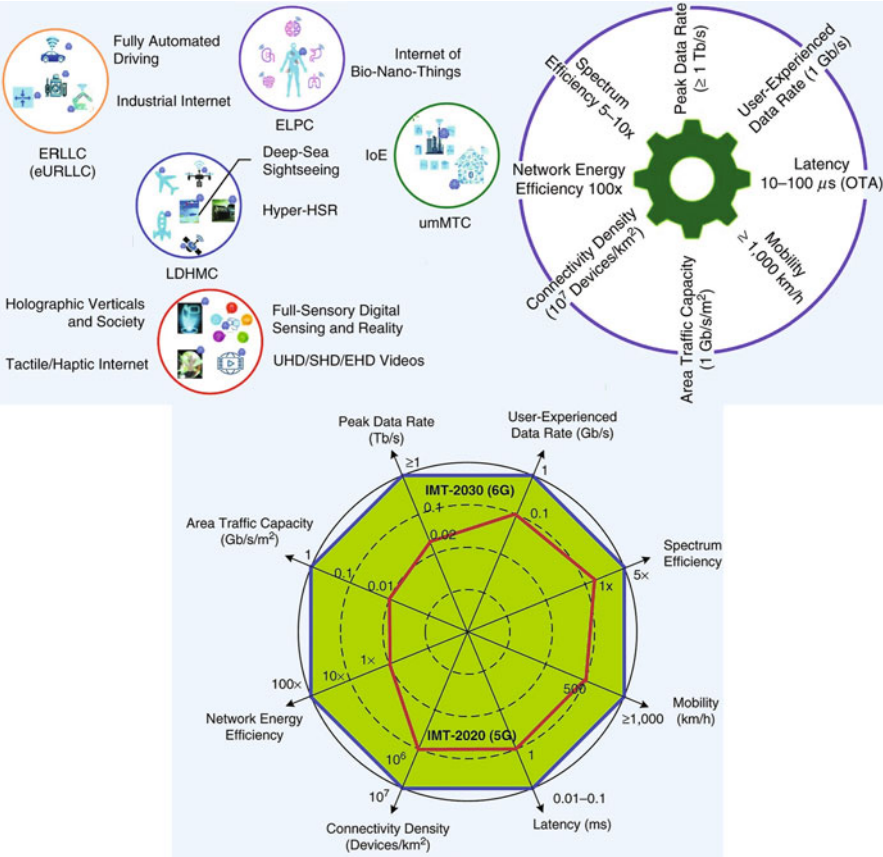 Fully Automated
Driving
Industrial Internet
ERLLC
(eURLLC)
Internet of
Bio-Nano-Things
ELPC
Deep-Sea
Sightseeing
Hyper-HSR
LDHMC
IoE
umMTC
Holographic Verticals
and Society
Tactile/Haptic Internet
Full-Sensory Digital
Sensing and Reality
UHD/SHD/EHD Videos
Peak Data Rate
(≥ 1 Tb/s)
User-Experienced
Data Rate (1 Gb/s)
Latency
10–100 μs (OTA)
Mobility
≥ 1,000 km/h
Area Traffic Capacity
(1 Gb/s/m²)
Connectivity Density
(10⁷ Devices/km²)
Network Energy
Efficiency 100x
Spectrum
Efficiency 5–10x
Peak Data Rate
(Tb/s)
≥1
0.1
0.02
User-Experienced
Data Rate (Gb/s)
1
0.1
IMT-2030 (6G)
Area Traffic Capacity
(Gb/s/m²)
1
0.1
0.01
Spectrum
Efficiency
5×
1x
Network Energy
Efficiency
100×
10×
1×
Mobility
(km/h)
≥1,000
500
IMT-2020 (5G)
Connectivity Density
(Devices/km²)
10⁷
10⁶
Latency (ms)
0.01–0.1
1